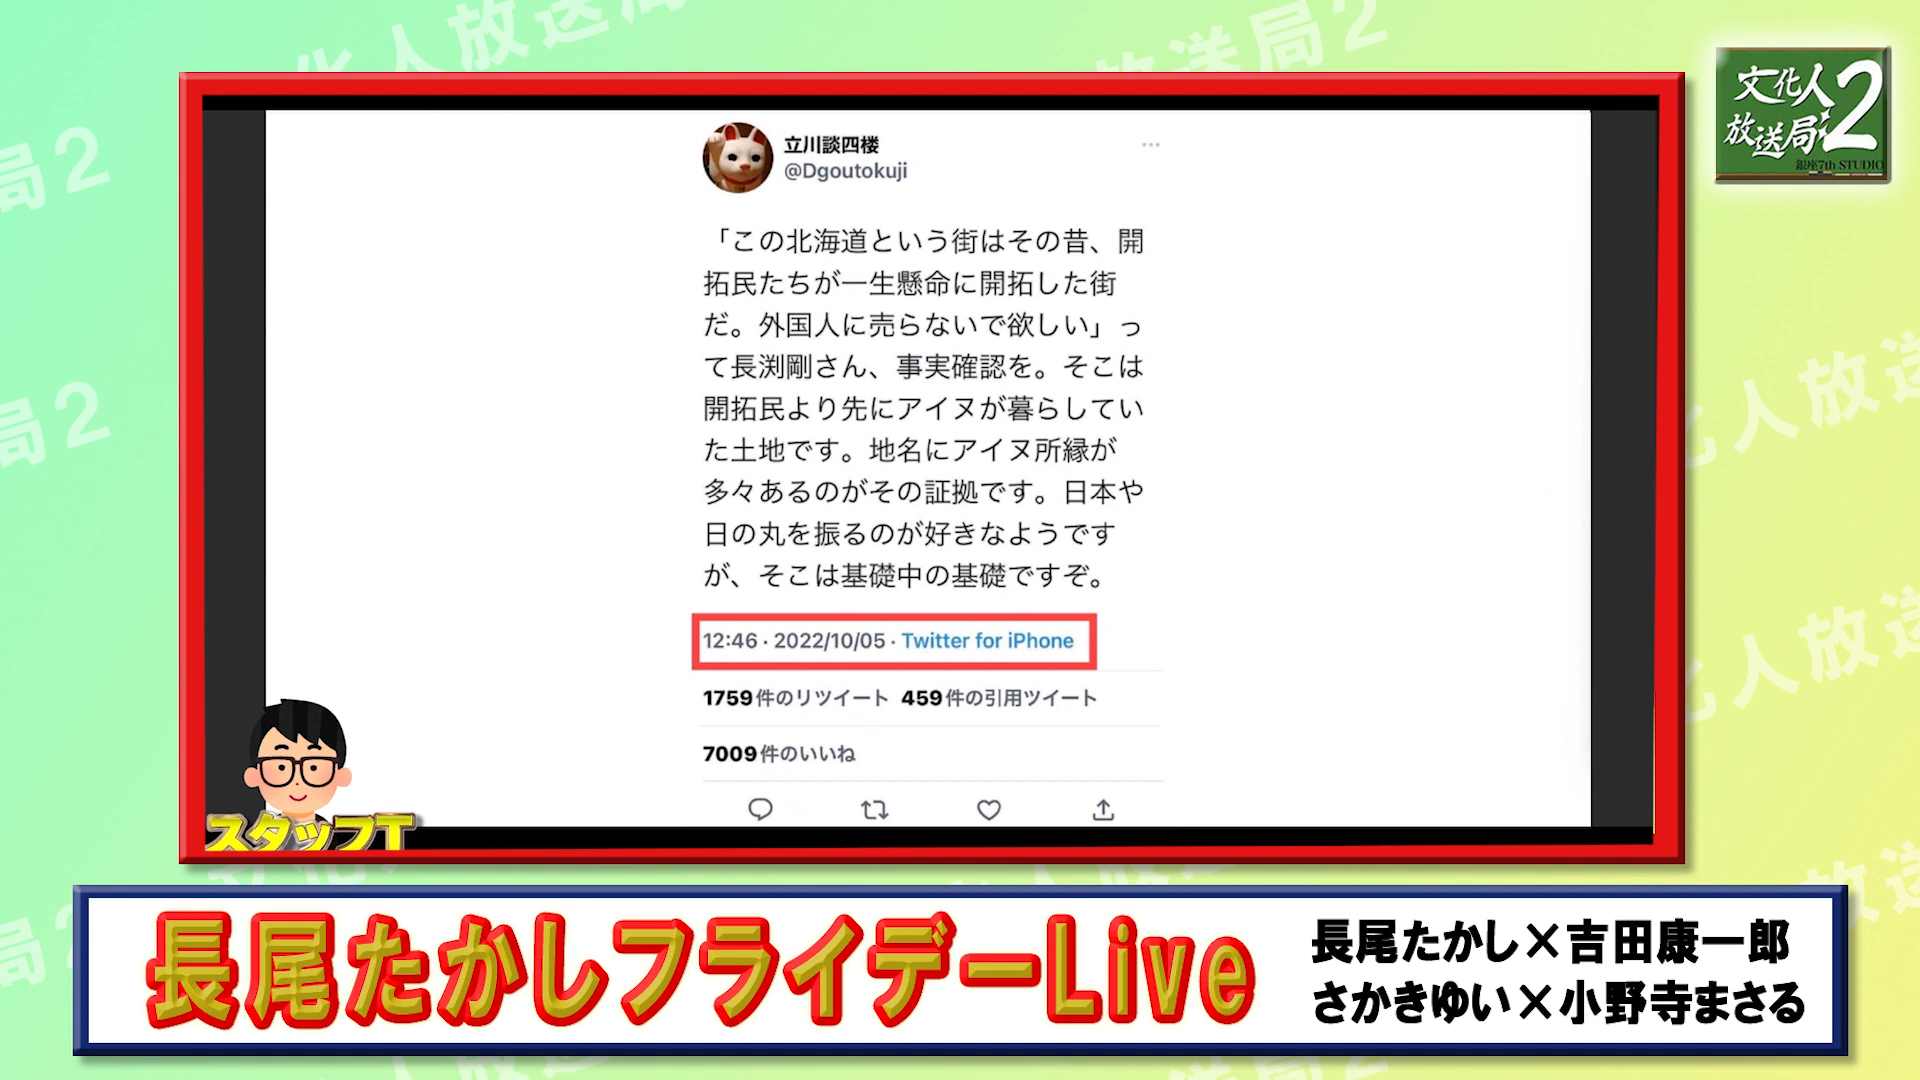 文化人
放送局
2
銀座7th STUDIO
立川談四楼
@Dgoutokuji
「この北海道という街はその昔、開
拓民たちが一生懸命に開拓した街
だ。外国人に売らないで欲しい」っ
て長渕剛さん、事実確認を。そこは
開拓民より先にアイヌが暮らしてい
た土地です。地名にアイヌ所縁が
多々あるのがその証拠です。日本や
日の丸を振るのが好きなようです
が、そこは基礎中の基礎ですぞ。
12:46 · 2022/10/05 · Twitter for iPhone
1759件のリツイート 459件の引用ツイート
7009件のいいね
スタッフT
長尾たかしフライデーLive
長尾たかし×吉田康一郎
さかきゆい×小野寺まさる